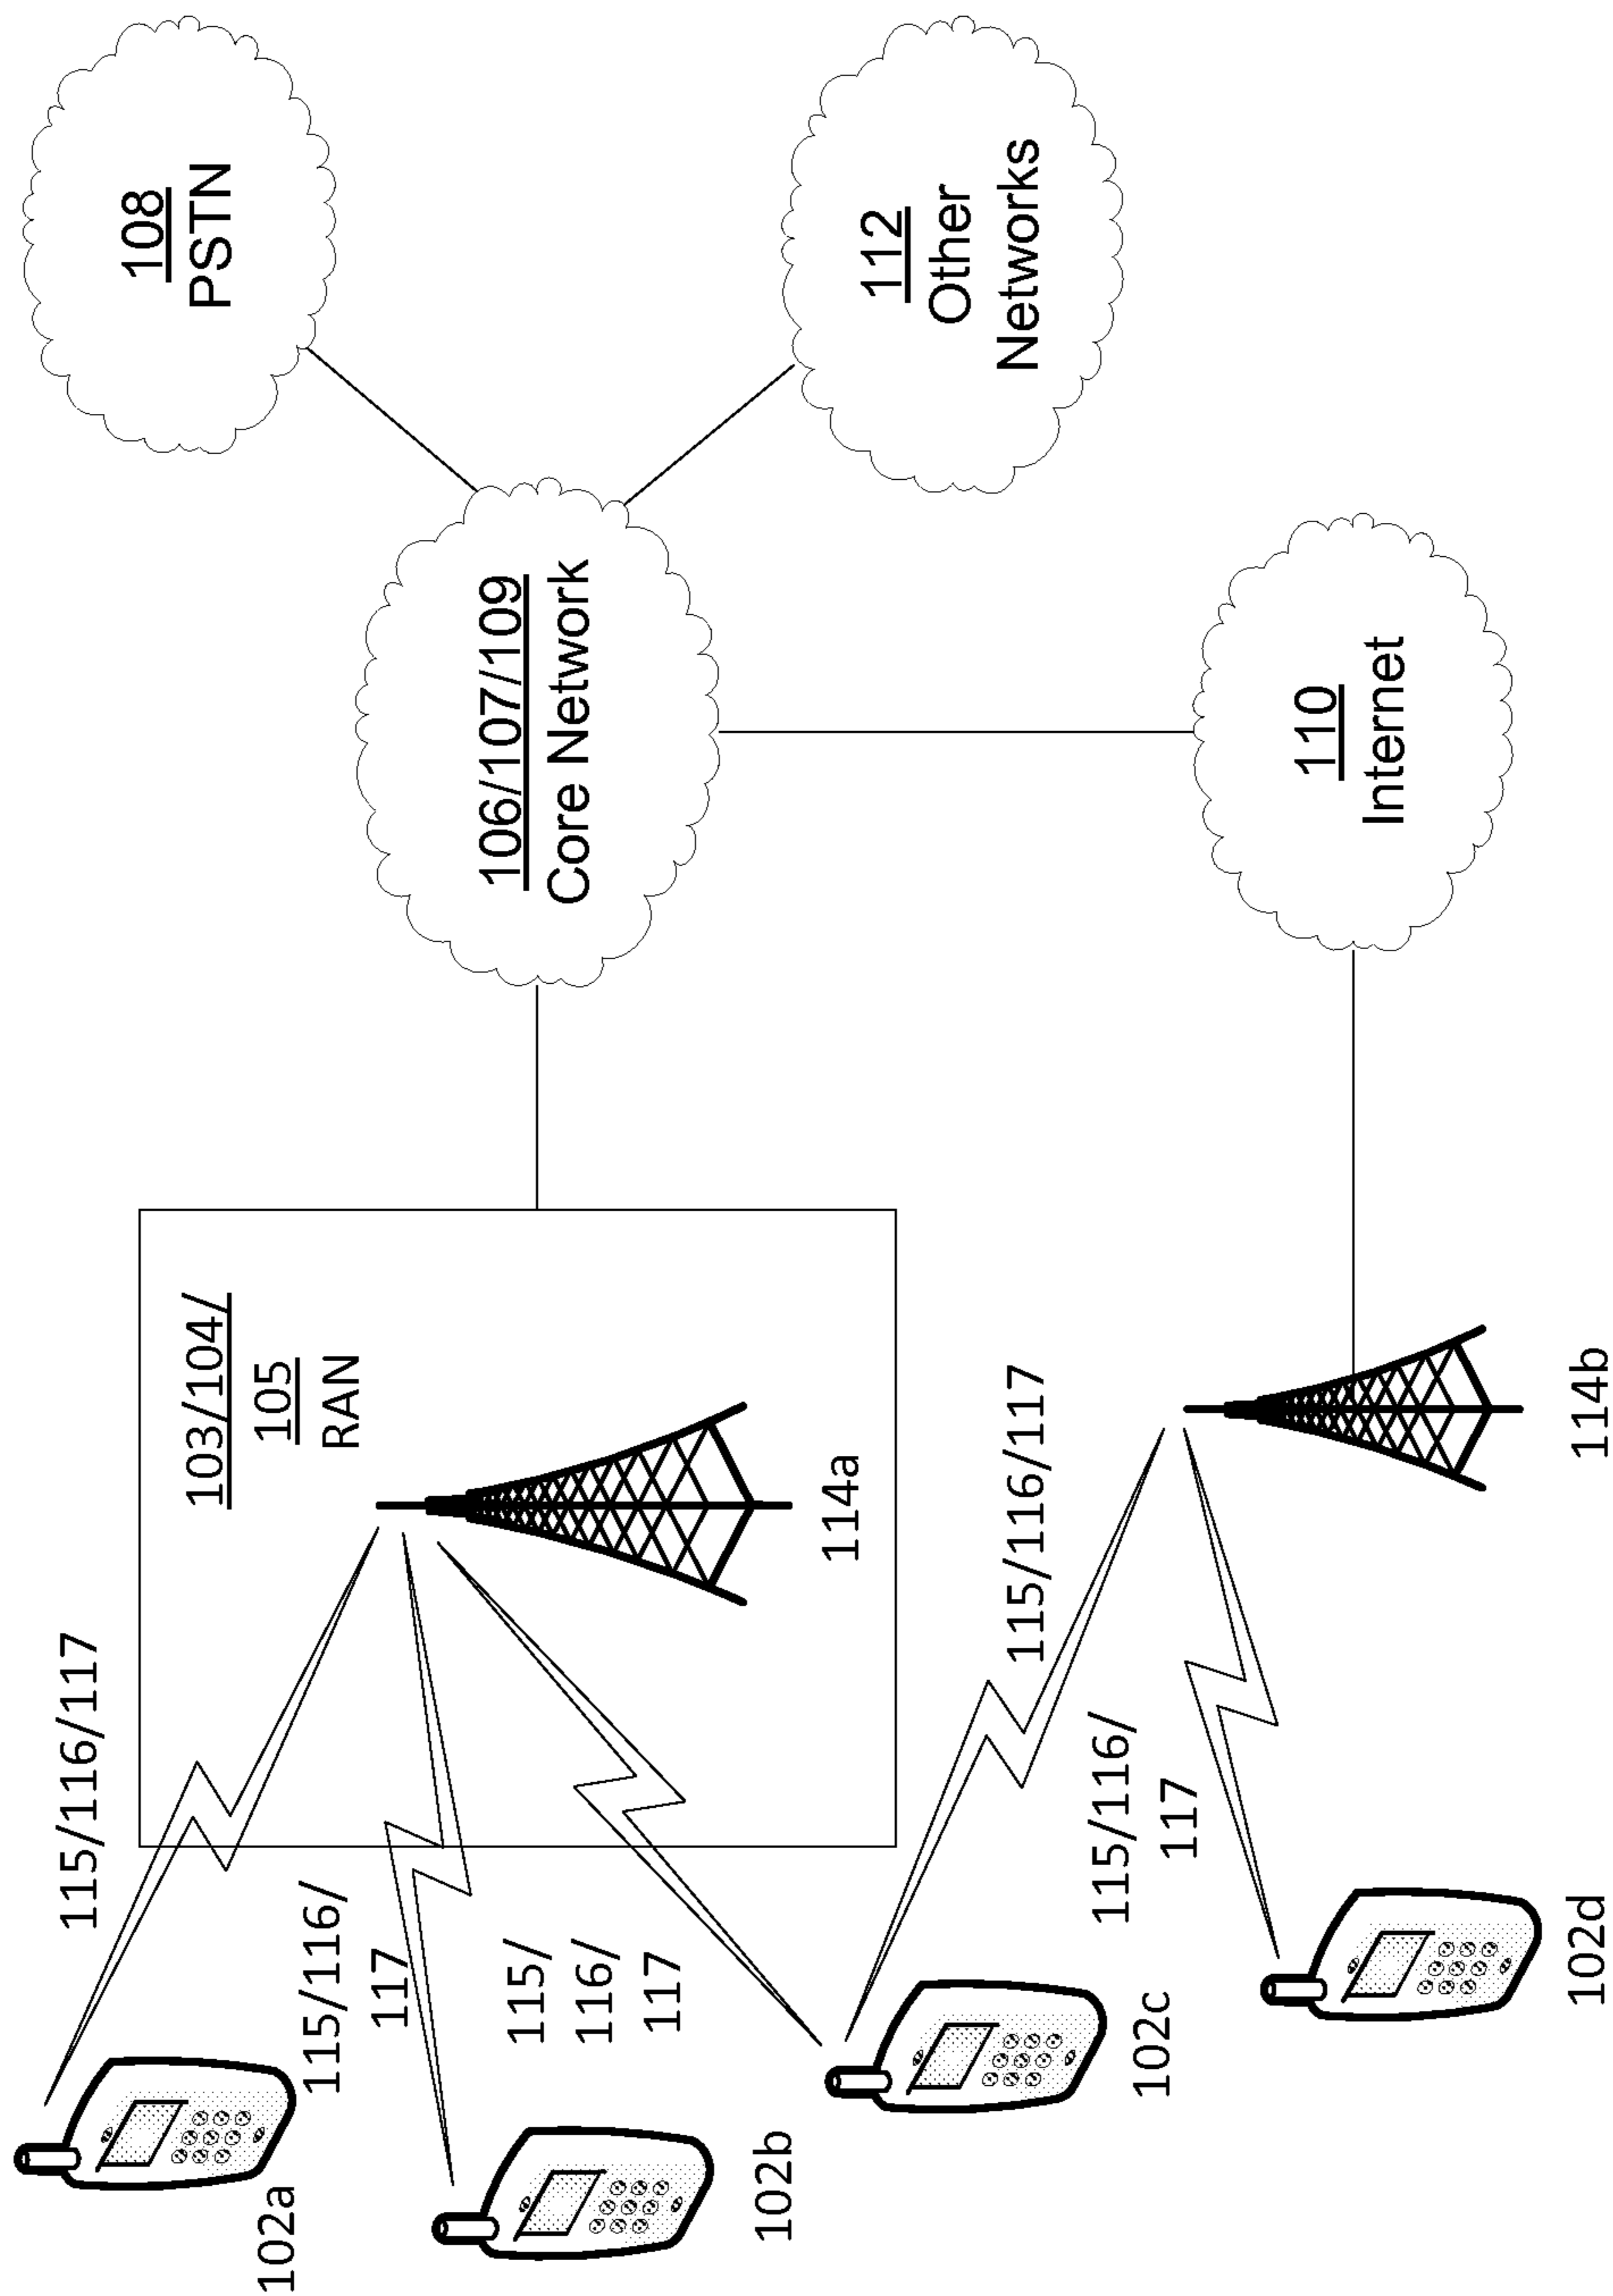 115/116/117
102a
103/104/
105
RAN
106/107/109
Core Network
108
PSTN
115/116/
117
102b
115/
116/
117
114a
112
Other
Networks
115/116/117
102c
115/116/
117
110
Internet
102d
114b